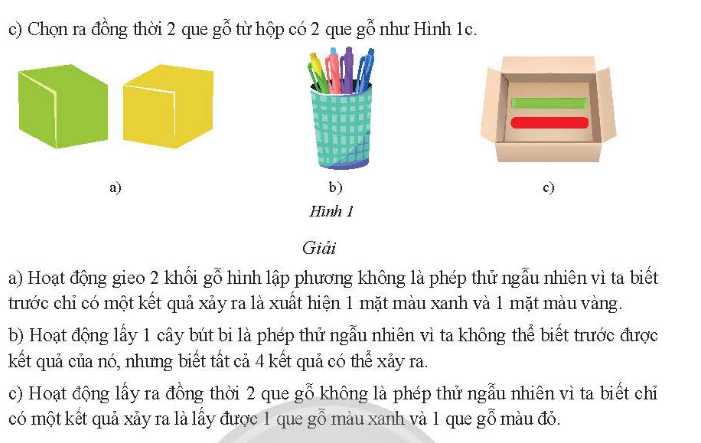 c) Chọn ra đồng thời 2 que gỗ từ hộp có 2 que gỗ như Hình 1c.
a) b) c)
Hình 1
Giải
a) Hoạt động gieo 2 khối gỗ hình lập phương không là phép thử ngẫu nhiên vì ta biết
trước chỉ có một kết quả xảy ra là xuất hiện 1 mặt màu xanh và 1 mặt màu vàng.
b) Hoạt động lấy 1 cây bút bi là phép thử ngẫu nhiên vì ta không thể biết trước được
kết quả của nó, nhưng biết tất cả 4 kết quả có thể xảy ra.
c) Hoạt động lấy ra đồng thời 2 que gỗ không là phép thử ngẫu nhiên vì ta biết chỉ
có một kết quả xảy ra là lấy được 1 que gỗ màu xanh và 1 que gỗ màu đỏ.